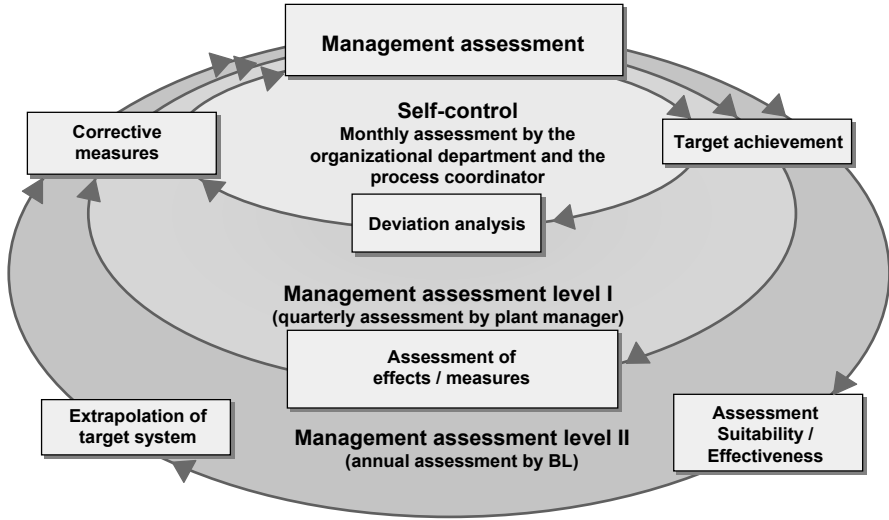 Management assessment
Self-control
Monthly assessment by the
organizational department and the
process coordinator
Corrective
measures
Target achievement
Deviation analysis
Management assessment level I
(quarterly assessment by plant manager)
Assessment of
effects / measures
Extrapolation of
target system
Management assessment level II
(annual assessment by BL)
Assessment
Suitability /
Effectiveness